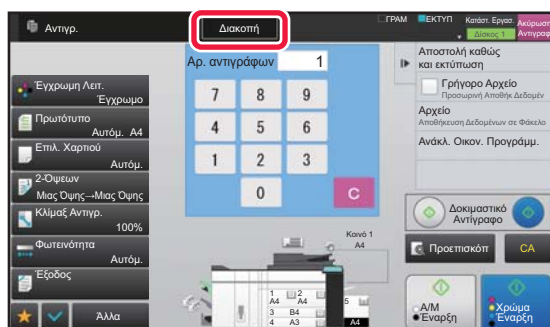 Αντιγρ.
Διακοπή
ΓΡΑΜ
ΕΚΤΥΠ
Κατάστ. Εργασ.
Δίσκος 1
Ακύρωση
Αντιγραφ
Έγχρωμη Λειτ.
Έγχρωμο
Πρωτότυπο
Αυτόμ. A4
Επιλ. Χαρτιού
Αυτόμ.
2-Όψεων
Μιας Όψης→Μιας Όψης
Κλίμαξ Αντιγρ.
100%
Φωτεινότητα
Αυτόμ.
Έξοδος
Άλλα
Αρ. αντιγράφων 1
7 8 9
4 5 6
1 2 3
0 C
Κοινό 1
A4
1 2
A4 A4
3 B4
4 A3
5
A4
Αποστολή καθώς
και εκτύπωση
Γρήγορο Αρχείο
Προσωρινή Αποθήκ Δεδομέν
Αρχείο
Αποθήκευση Δεδομένων σε Φάκελο
Ανάκλ. Οικον. Προγράμμ.
Δοκιμαστικό
Αντίγραφο
Προεπισκόπ
CA
Α/Μ
Έναρξη
Χρώμα
Έναρξη